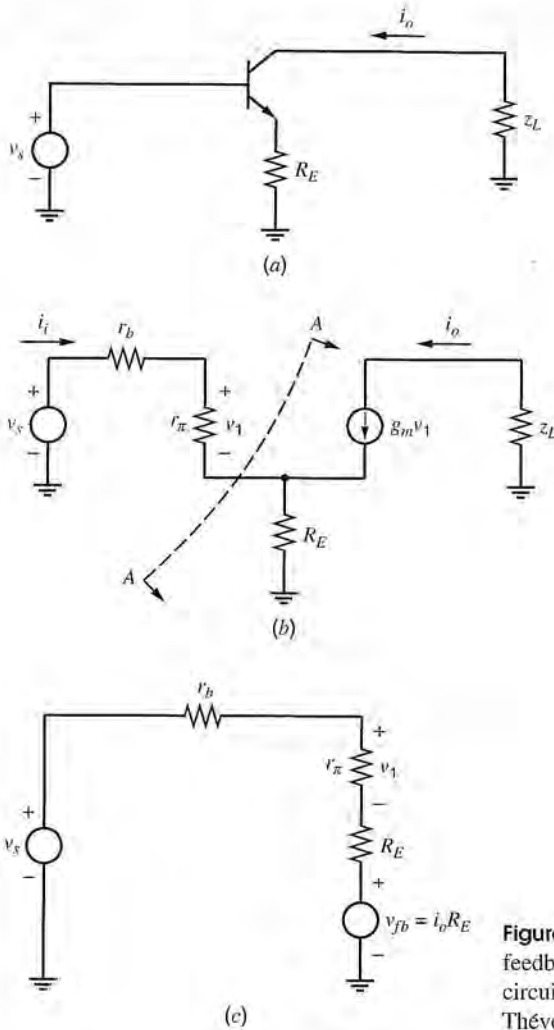 i_o
+
v_s
−
R_E
z_L
(a)
i_i
r_b
A
i_o
+
v_s
−
r_π
+
v_1
−
g_m v_1
z_L
R_E
A
(b)
r_b
+
r_π
v_1
−
+
v_s
−
R_E
+
v_fb = i_o R_E
−
(c)
Figure
feedb
circui
Théve